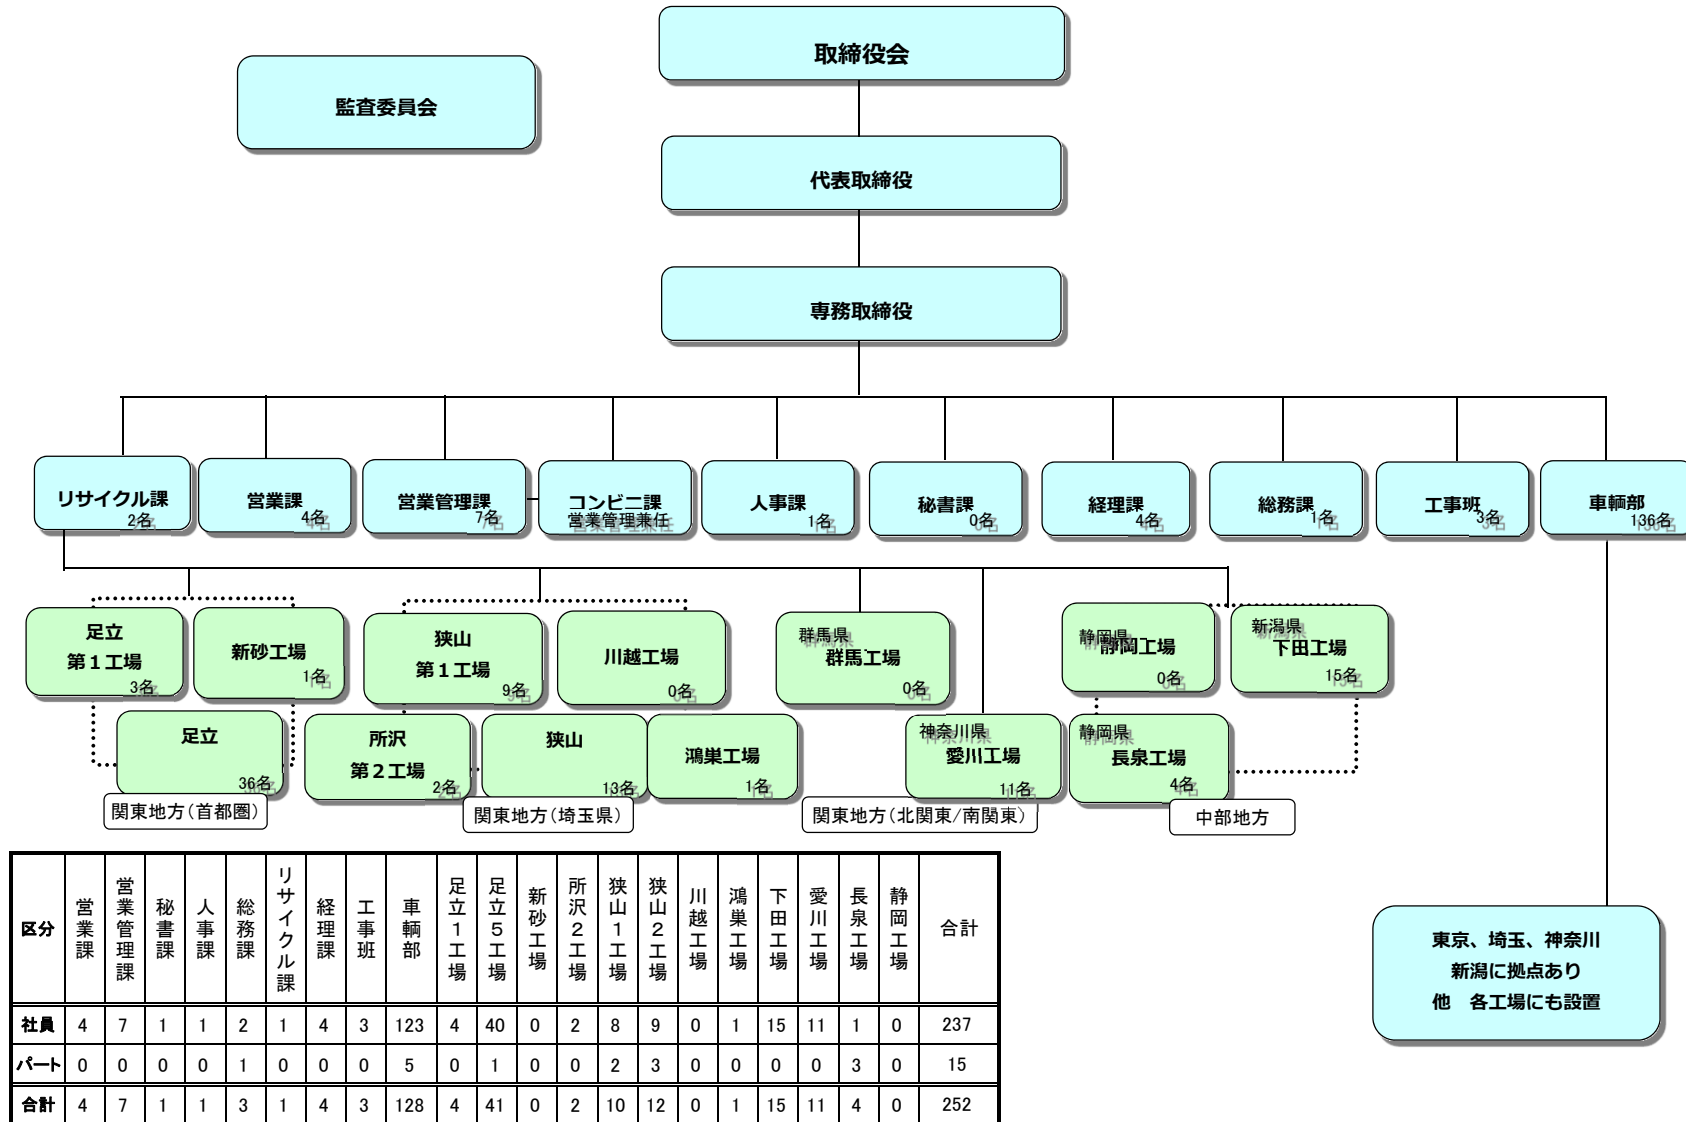 取締役会
監査委員会
代表取締役
専務取締役
リサイクル課
2名
営業課
4名
営業管理課
7名
コンビニ課
営業管理兼任
人事課
1名
秘書課
0名
経理課
4名
総務課
1名
工事班
3名
車輌部
136名
足立
第1工場
3名
新砂工場
1名
狭山
第1工場
9名
川越工場
0名
群馬県
群馬工場
0名
静岡県
静岡工場
0名
新潟県
下田工場
15名
足立
36名
所沢
第2工場
2名
狭山
13名
鴻巣工場
1名
神奈川県
愛川工場
11名
静岡県
長泉工場
4名
関東地方(首都圏)
関東地方(埼玉県)
関東地方(北関東/南関東)
中部地方
区分 営業課 営業管理課 秘書課 人事課 総務課 リサイクル課 経理課 工事班 車輌部 足立1工場 足立5工場 新砂工場 所沢2工場 狭山1工場 狭山2工場 川越工場 鴻巣工場 下田工場 愛川工場 長泉工場 静岡工場 合計
社員 4 7 1 1 2 1 4 3 123 4 40 0 2 8 9 0 1 15 11 1 0 237
パート 0 0 0 0 1 0 0 0 5 0 1 0 0 2 3 0 0 0 0 3 0 15
合計 4 7 1 1 3 1 4 3 128 4 41 0 2 10 12 0 1 15 11 4 0 252
東京、埼玉、神奈川
新潟に拠点あり
他 各工場にも設置